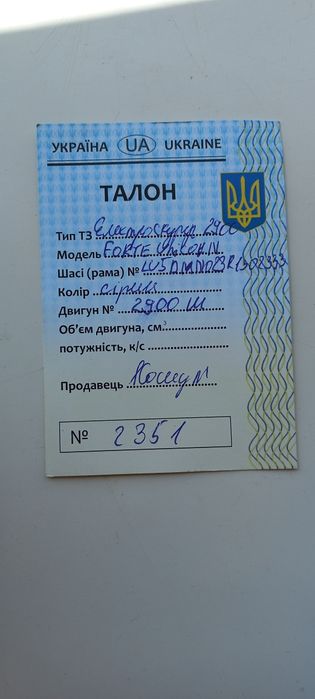 УКРАЇНА UA UKRAINE
ТАЛОН
Тип ТЗ Електроскутер 2900
Модель FORTE
Шасі (рама) №
Колір сірий
Двигун № 2900 Ш
Об'єм двигуна, см³
потужність, к/с
Продавець
№ 2351